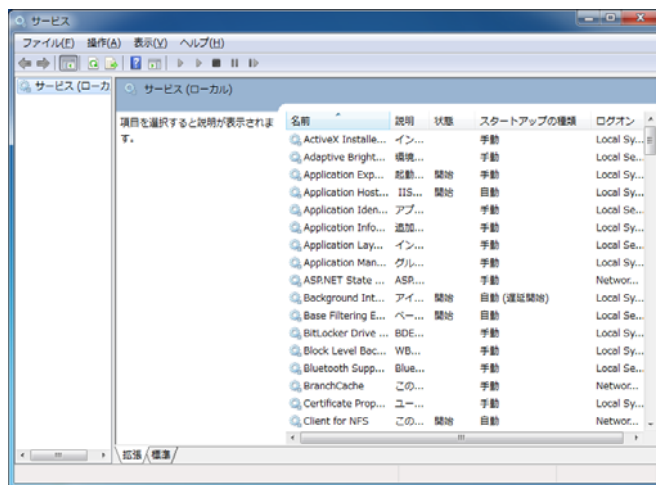 サービス
ファイル(F) 操作(A) 表示(V) ヘルプ(H)
サービス (ローカ
サービス (ローカル)
項目を選択すると説明が表示されま
す。
名前 説明 状態 スタートアップの種類 ログオン
ActiveX Installe... イン... 手動 Local Sy...
Adaptive Bright... 環境... 手動 Local Se...
Application Exp... 起動... 開始 手動 Local Sy...
Application Host... IIS... 開始 自動 Local Sy...
Application Iden... アプ... 手動 Local Se...
Application Info... 追加... 手動 Local Sy...
Application Lay... イン... 手動 Local Se...
Application Man... グル... 手動 Local Sy...
ASP.NET State ... ASP.... 手動 Networ...
Background Int... アイ... 開始 自動 (遅延開始) Local Sy...
Base Filtering E... ベー... 開始 自動 Local Se...
BitLocker Drive ... BDE... 手動 Local Sy...
Block Level Bac... WB... 手動 Local Sy...
Bluetooth Supp... Blue... 手動 Local Se...
BranchCache この... 手動 Networ...
Certificate Prop... ユー... 手動 Local Sy...
Client for NFS この... 開始 自動 Networ...
拡張 標準